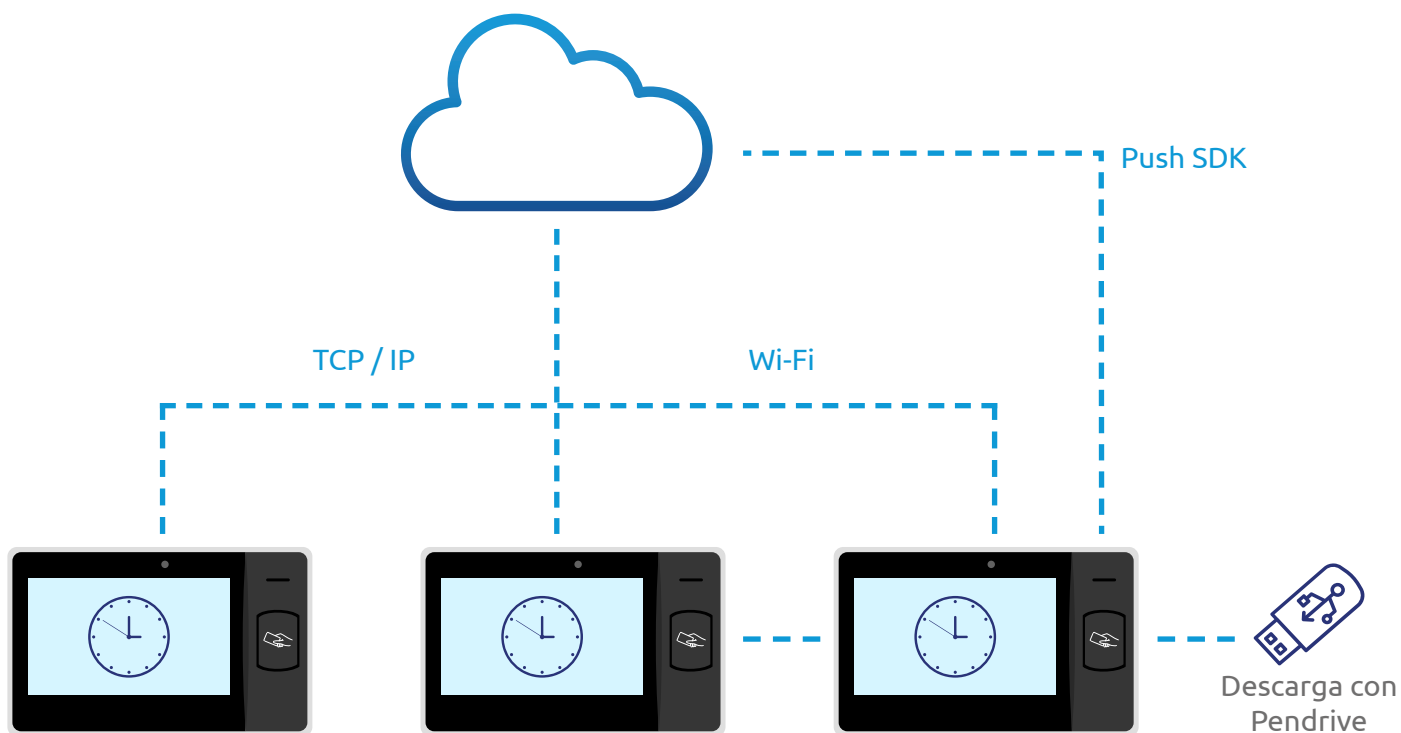 Push SDK
TCP / IP
Wi-Fi
Descarga con
Pendrive